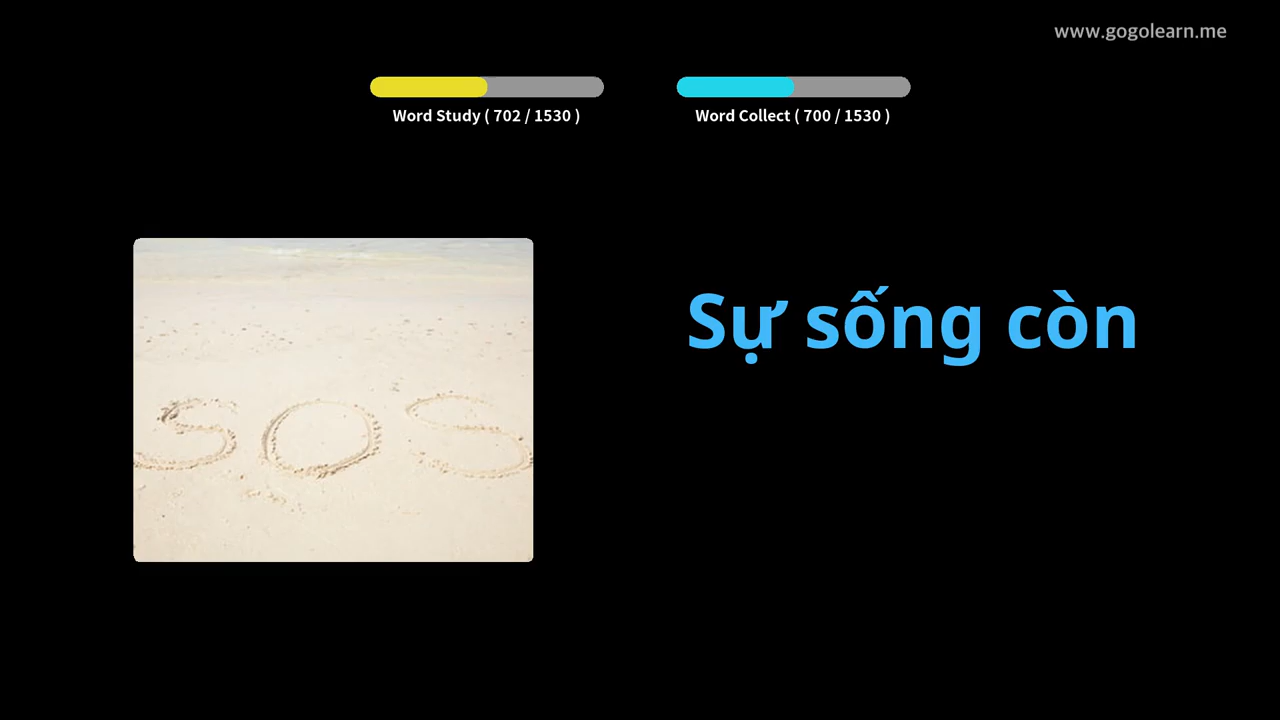 www.gogolearn.me
Word Study ( 702 / 1530 )
Word Collect ( 700 / 1530 )
Sự sống còn
SOS